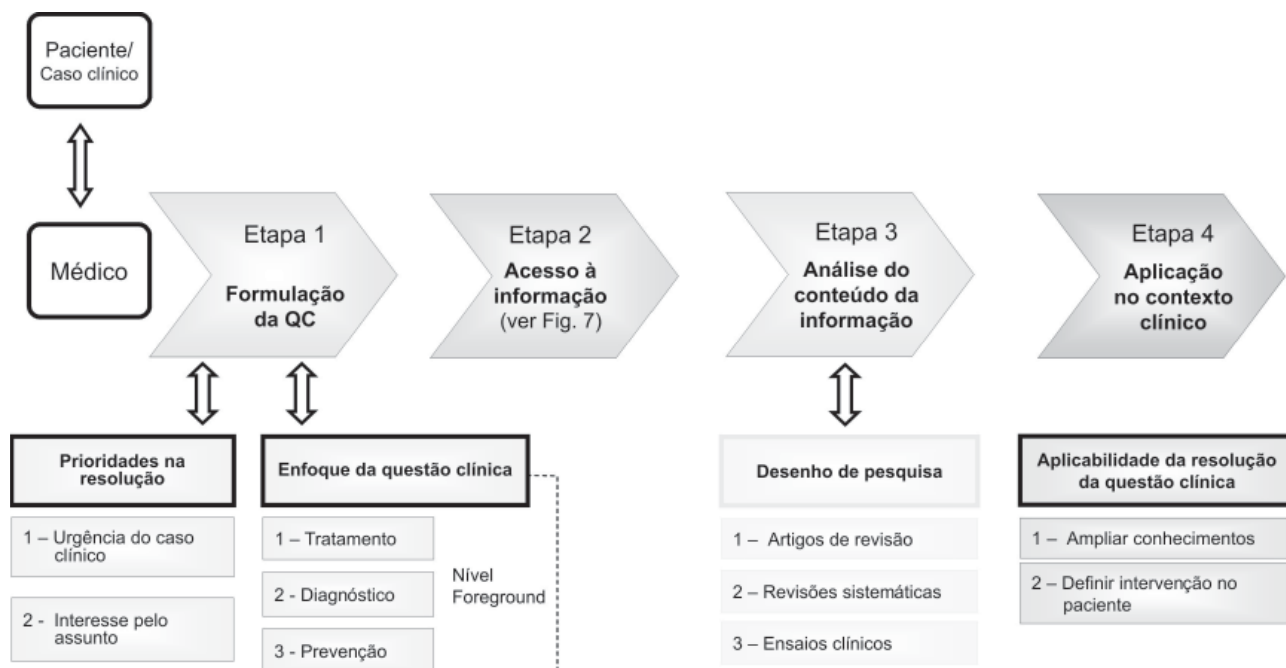 Paciente/
Caso clínico
Médico
Etapa 1
Formulação
da QC
Etapa 2
Acesso à
informação
(ver Fig. 7)
Etapa 3
Análise do
conteúdo da
informação
Etapa 4
Aplicação
no contexto
clínico
Prioridades na
resolução
1 – Urgência do caso
clínico
2 - Interesse pelo
assunto
Enfoque da questão clínica
1 – Tratamento
2 - Diagnóstico
3 - Prevenção
Nível
Foreground
Desenho de pesquisa
1 – Artigos de revisão
2 – Revisões sistemáticas
3 – Ensaios clínicos
Aplicabilidade da resolução
da questão clínica
1 – Ampliar conhecimentos
2 – Definir intervenção no
paciente